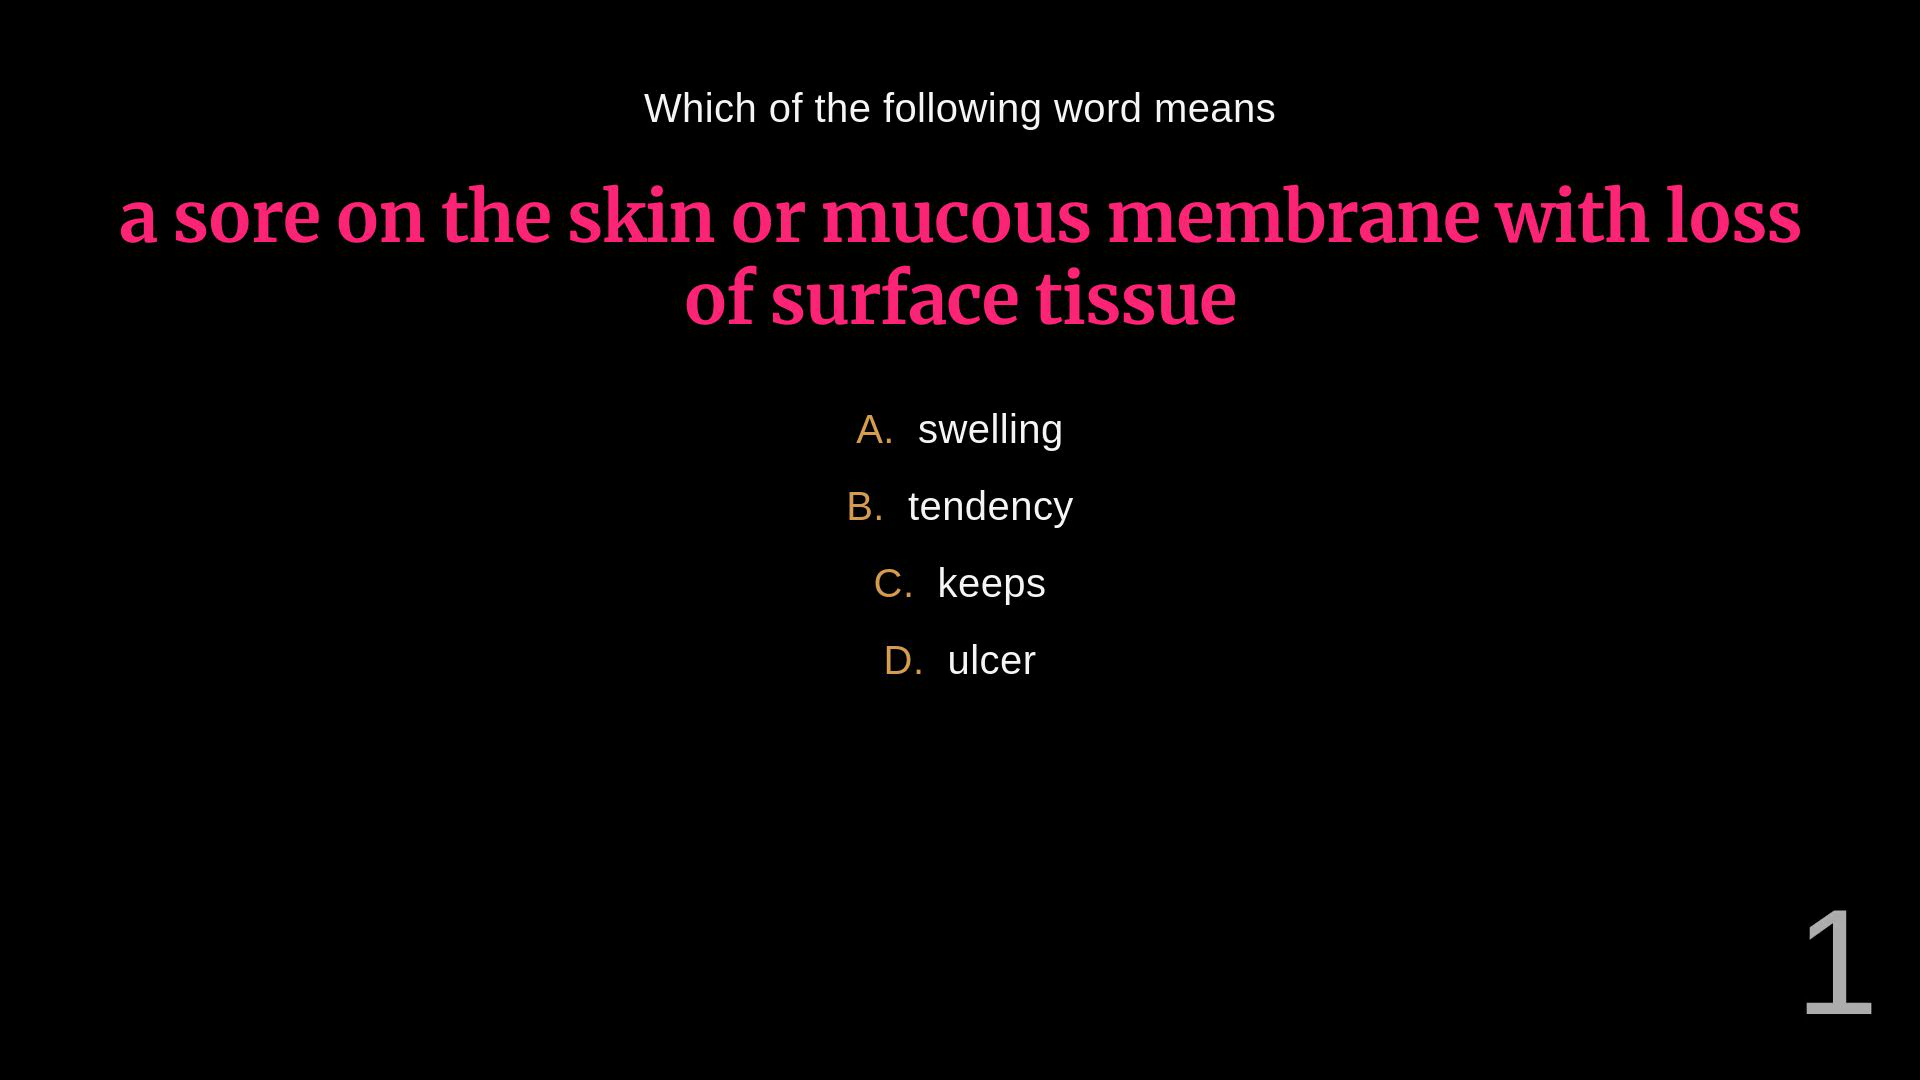 Which of the following word means
a sore on the skin or mucous membrane with loss
of surface tissue
A. swelling
B. tendency
C. keeps
D. ulcer
1